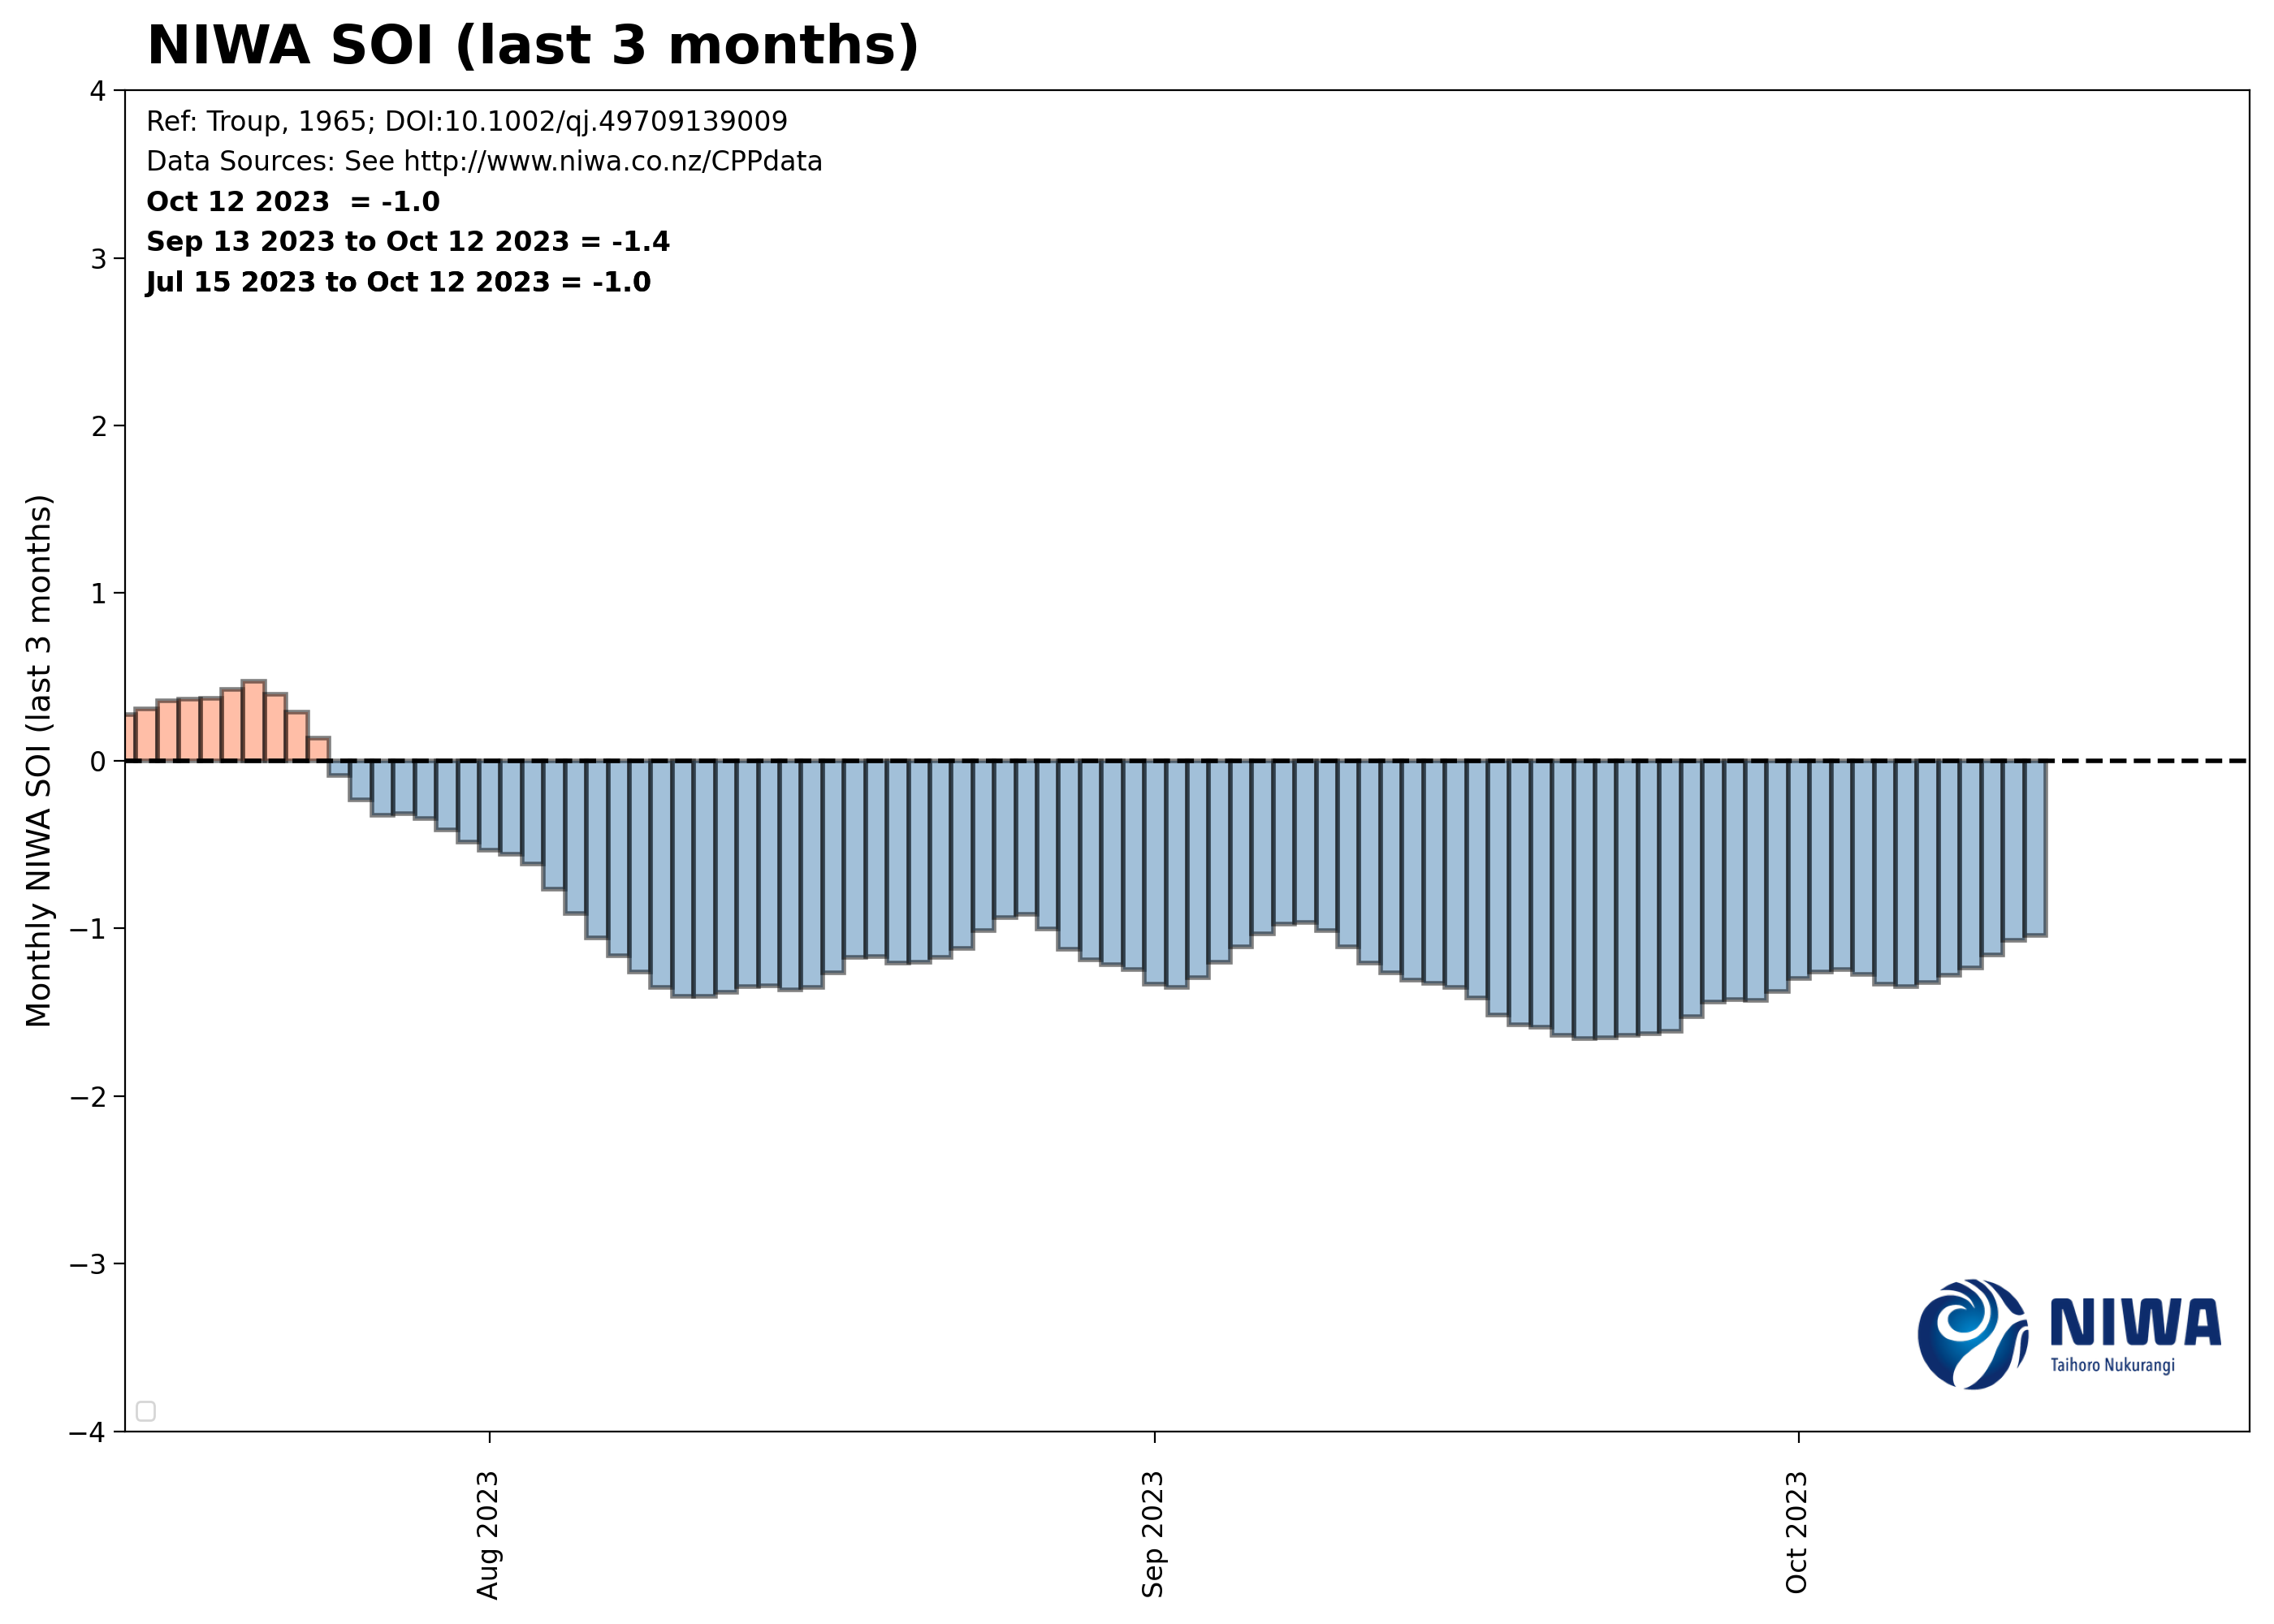 NIWA SOI (last 3 months)
Ref: Troup, 1965; DOI:10.1002/qj.49709139009
Data Sources: See http://www.niwa.co.nz/CPPdata
Oct 12 2023  = -1.0
Sep 13 2023 to Oct 12 2023 = -1.4
Jul 15 2023 to Oct 12 2023 = -1.0
Monthly NIWA SOI (last 3 months)
4
3
2
1
0
−1
−2
−3
−4
Aug 2023
Sep 2023
Oct 2023
NIWA
Taihoro Nukurangi